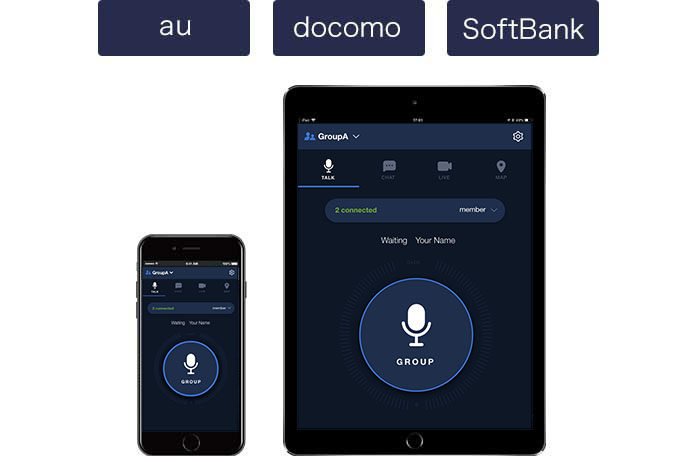 au
docomo
SoftBank
GroupA
TALK
CHAT
LIVE
MAP
2 connected
member
Waiting Your Name
GROUP
GroupA
TALK
2 connected
member
Waiting Your Name
GROUP